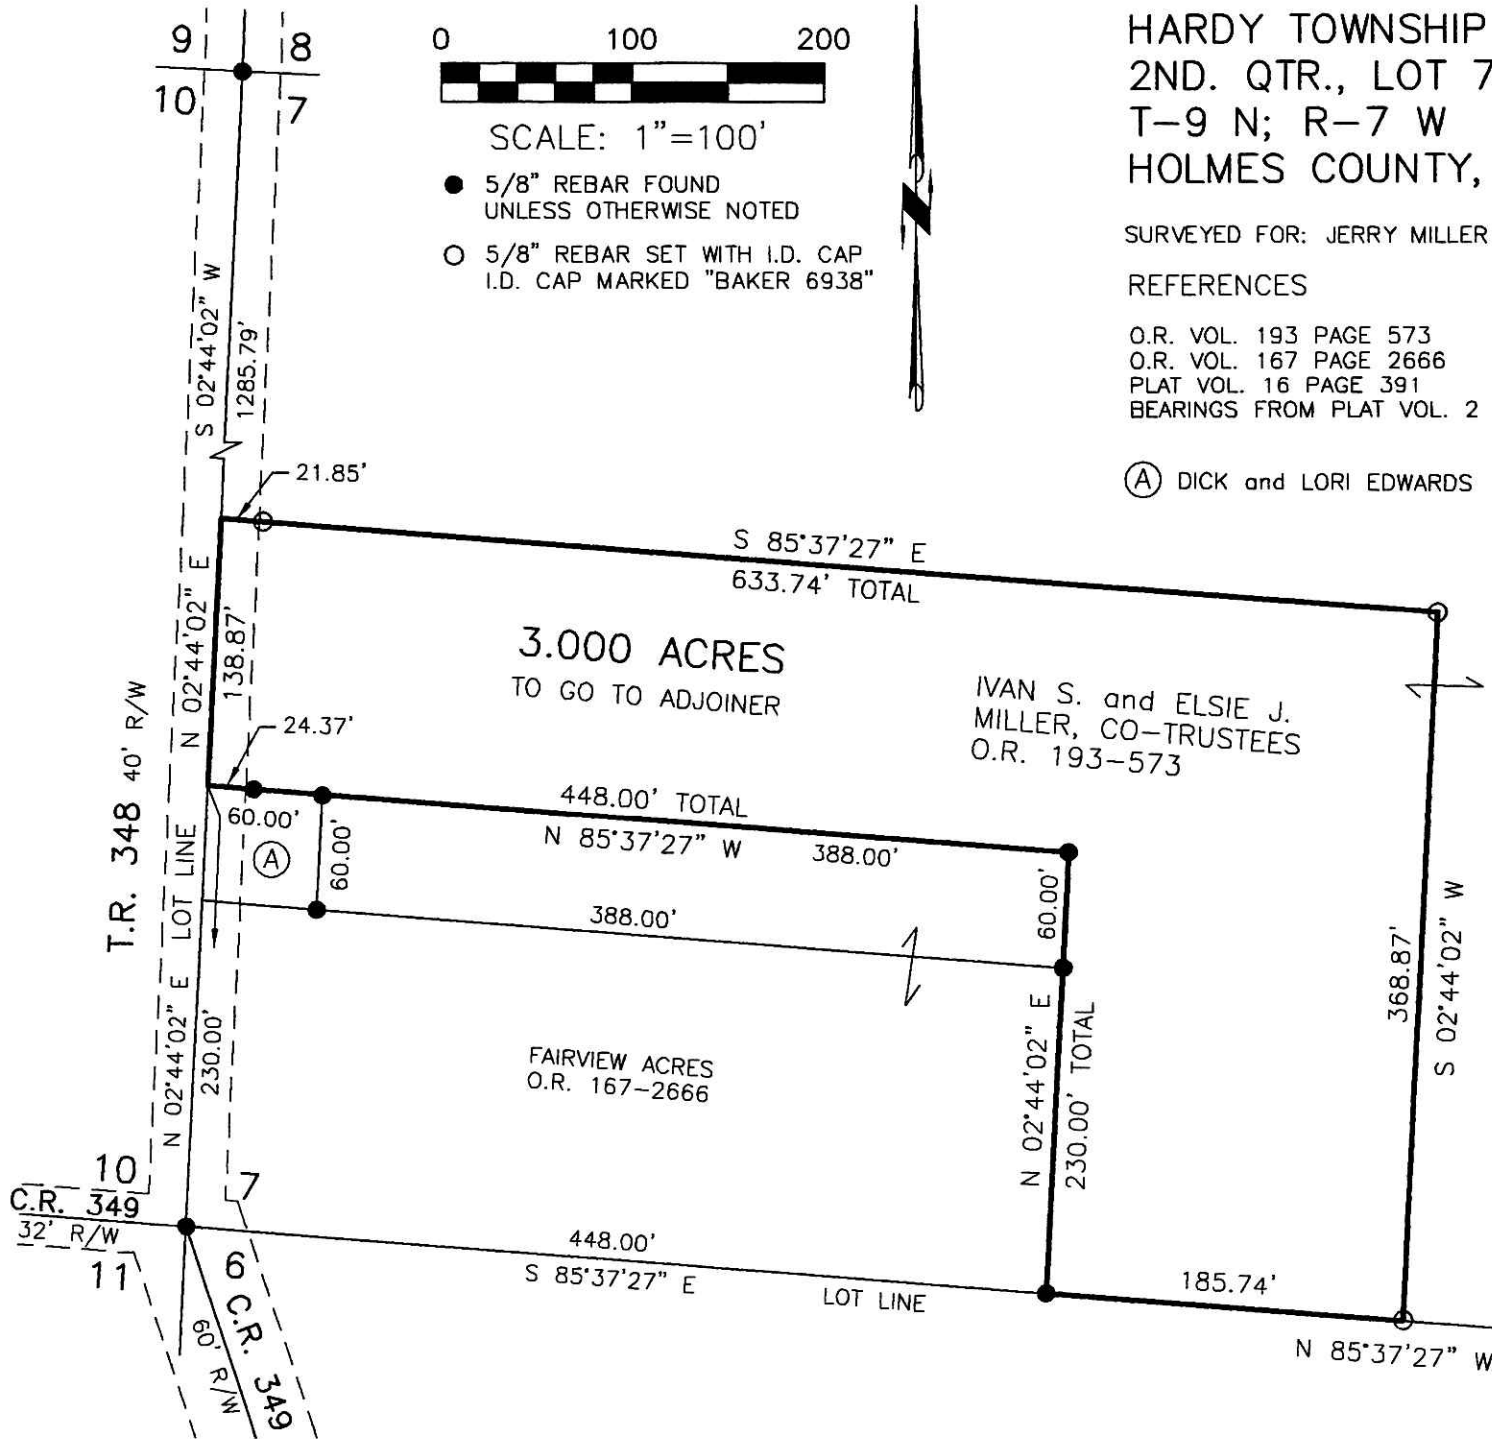 9
8
10
7
0 100 200
SCALE: 1"=100'
5/8" REBAR FOUND
UNLESS OTHERWISE NOTED
5/8" REBAR SET WITH I.D. CAP
I.D. CAP MARKED "BAKER 6938"
HARDY TOWNSHIP
2ND. QTR., LOT 7
T-9 N; R-7 W
HOLMES COUNTY,
SURVEYED FOR: JERRY MILLER
REFERENCES
O.R. VOL. 193 PAGE 573
O.R. VOL. 167 PAGE 2666
PLAT VOL. 16 PAGE 391
BEARINGS FROM PLAT VOL. 2
A DICK and LORI EDWARDS
S 02°44'02" W
1285.79'
21.85'
S 85°37'27" E
633.74' TOTAL
N 02°44'02" E
138.87'
3.000 ACRES
TO GO TO ADJOINER
IVAN S. and ELSIE J.
MILLER, CO-TRUSTEES
O.R. 193-573
24.37'
T.R. 348 40' R/W
LOT LINE
60.00'
A
60.00'
448.00' TOTAL
N 85°37'27" W
388.00'
60.00'
388.00'
N 02°44'02" E
230.00'
N 02°44'02" E
230.00' TOTAL
368.87'
S 02°44'02" W
FAIRVIEW ACRES
O.R. 167-2666
10
7
C.R. 349
32' R/W
11
6
C.R. 349
60' R/W
448.00'
S 85°37'27" E
LOT LINE
185.74'
N 85°37'27" W